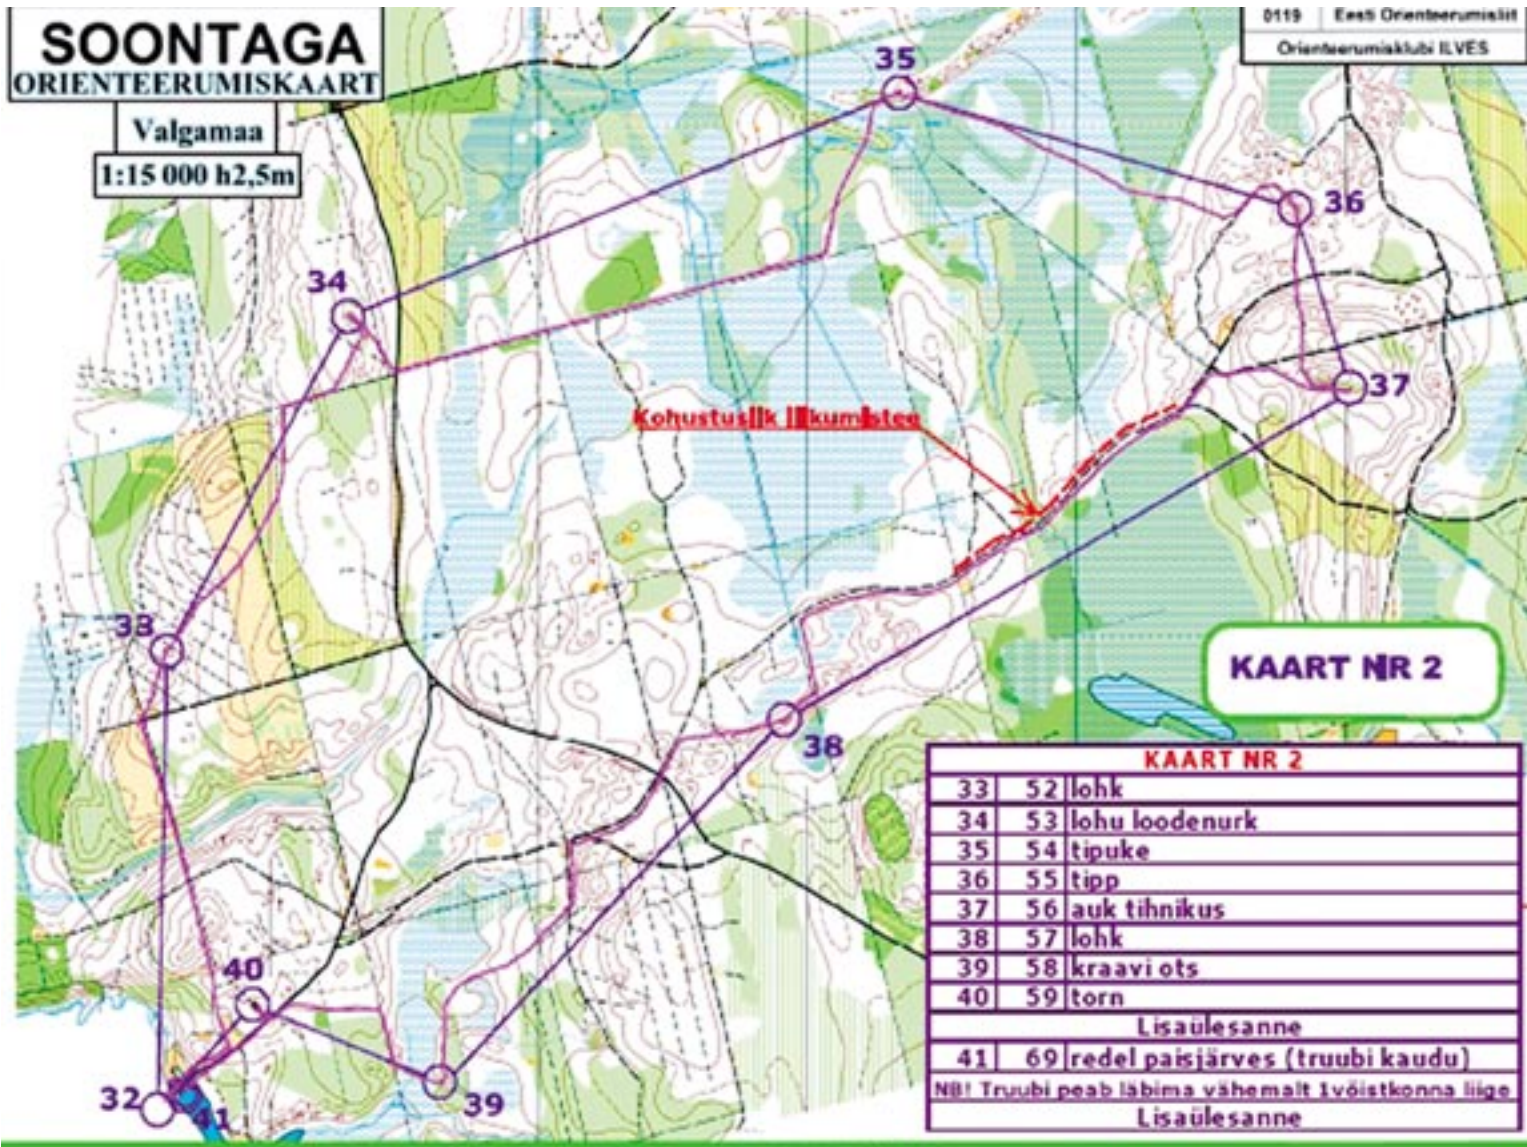 SOONTAGA
ORIENTEERUMISKAART
Valgamaa
1:15 000 h2,5m
0119 Eesti Orienteerumisliit
Orienteerumisklubi ILVES
35
36
34
37
Kohustuslik liikumistee
33
38
40
32
41
39
KAART NR 2
KAART NR 2
33 52 lohk
34 53 lohu loodenurk
35 54 tipuke
36 55 tipp
37 56 auk tihnikus
38 57 lohk
39 58 kraavi ots
40 59 torn
Lisaülesanne
41 69 redel paisjärves (truubi kaudu)
NB! Truubi peab läbima vähemalt 1võistkonna liige
Lisaülesanne